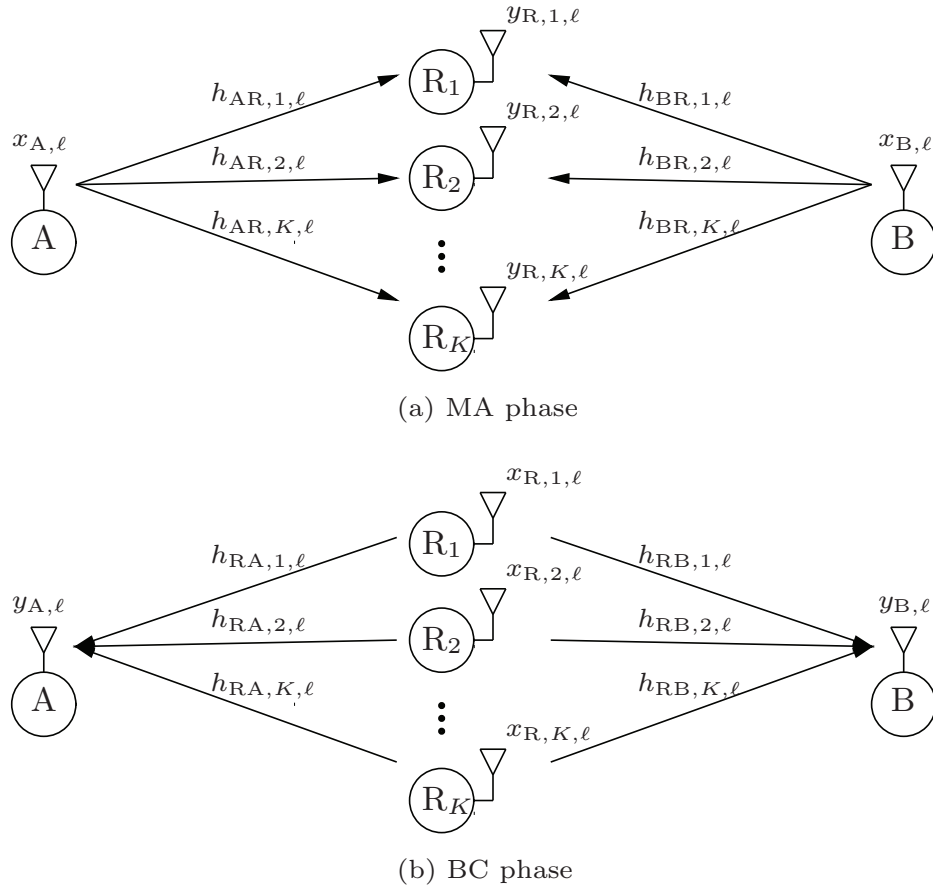 y_{R,1,ℓ}
R_1
h_{AR,1,ℓ} h_{BR,1,ℓ}
y_{R,2,ℓ}
x_{A,ℓ} x_{B,ℓ}
h_{AR,2,ℓ} R_2 h_{BR,2,ℓ}
h_{AR,K,ℓ} h_{BR,K,ℓ}
A B
y_{R,K,ℓ}
R_K
(a) MA phase
x_{R,1,ℓ}
R_1
h_{RA,1,ℓ} h_{RB,1,ℓ}
x_{R,2,ℓ}
y_{A,ℓ} y_{B,ℓ}
h_{RA,2,ℓ} R_2 h_{RB,2,ℓ}
h_{RA,K,ℓ} h_{RB,K,ℓ}
A B
x_{R,K,ℓ}
R_K
(b) BC phase